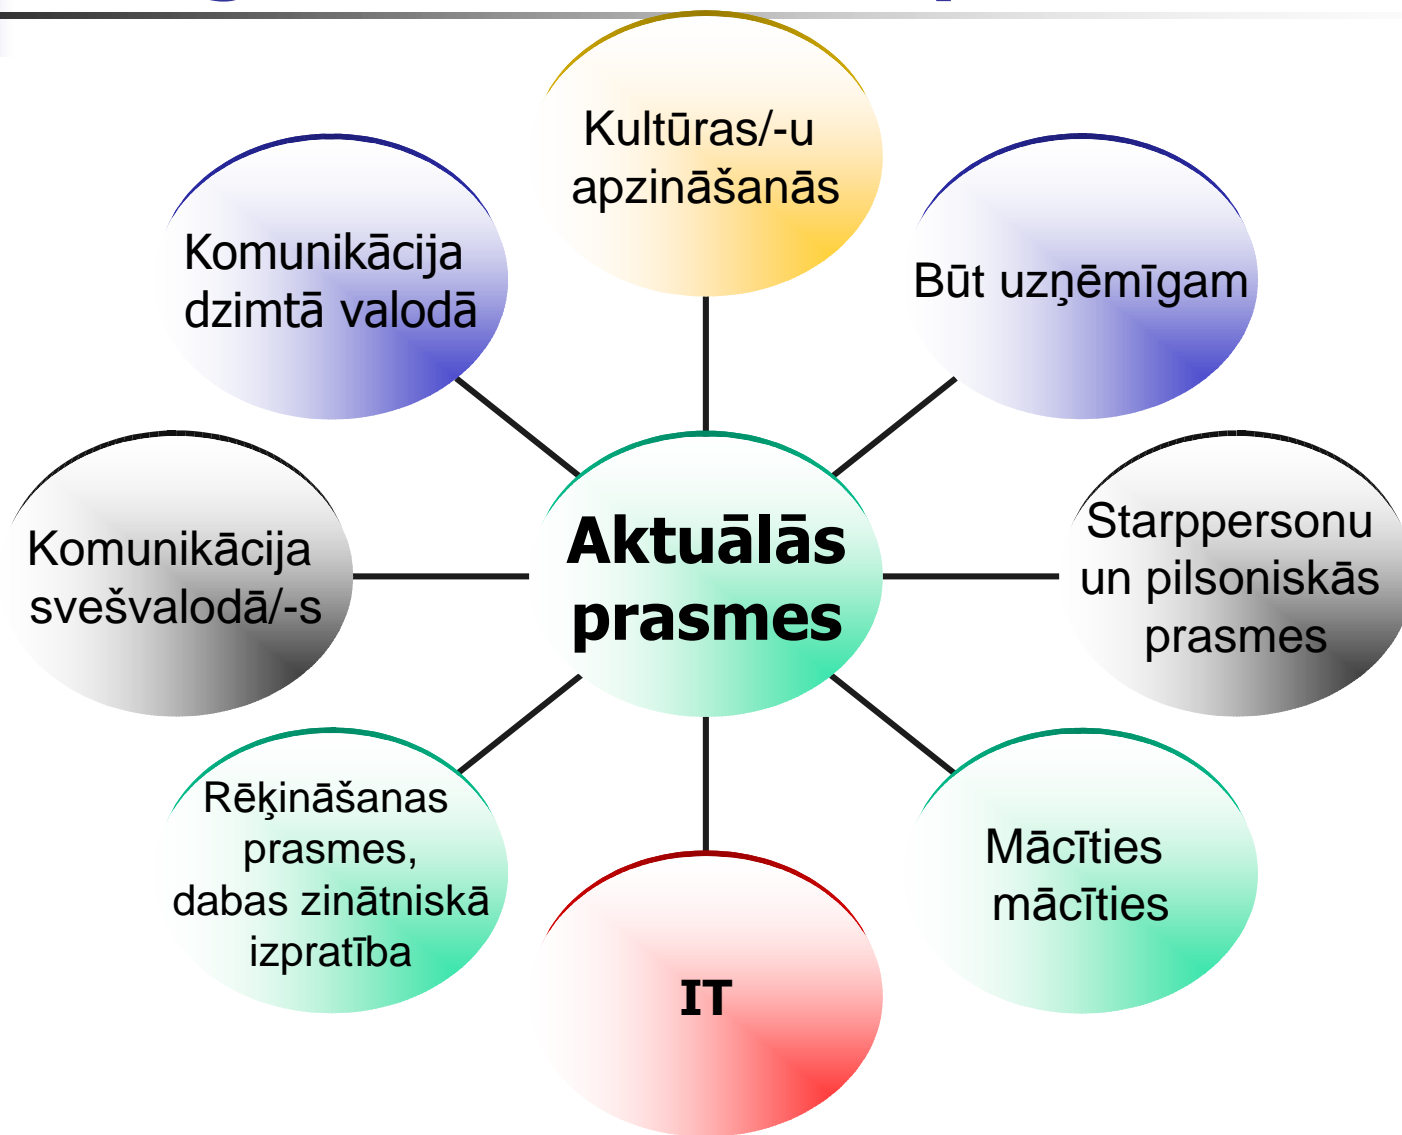 Kultūras/-u
apzināšanās
Komunikācija
dzimtā valodā
Būt uzņēmīgam
Komunikācija
svešvalodā/-s
Aktuālās
prasmes
Starppersonu
un pilsoniskās
prasmes
Rēķināšanas
prasmes,
dabas zinātniskā
izpratība
Mācīties
mācīties
IT